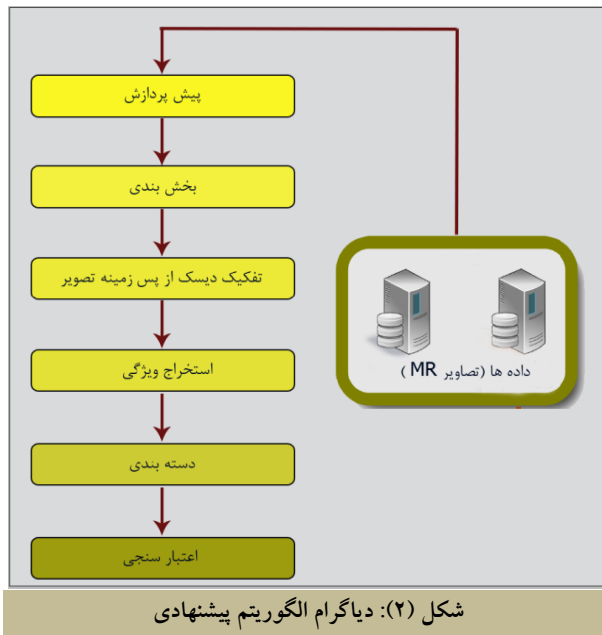 پیش پردازش
بخش بندی
تفکیک دیسک از پس زمینه تصویر
استخراج ویژگی
دسته بندی
اعتبار سنجی
داده ها (تصاویر MR )
شکل (۲): دیاگرام الگوریتم پیشنهادی